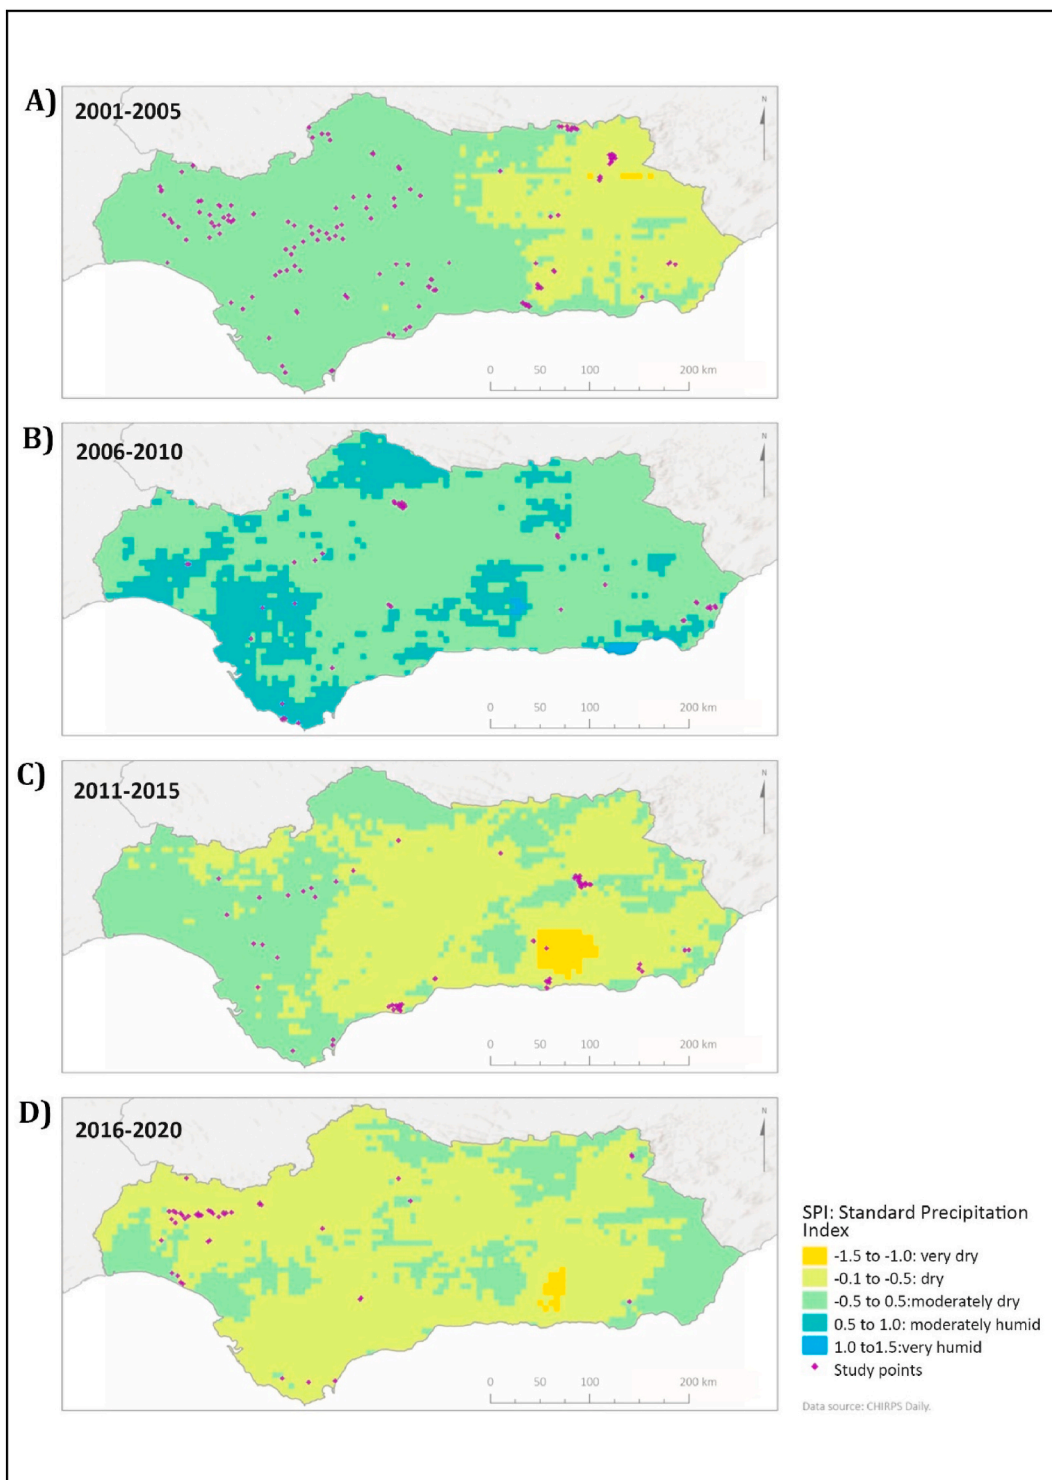 A)
2001-2005
N
0 50 100 200 km
B)
2006-2010
N
0 50 100 200 km
C)
2011-2015
N
0 50 100 200 km
D)
2016-2020
N
0 50 100 200 km
SPI: Standard Precipitation
Index
-1.5 to -1.0: very dry
-0.1 to -0.5: dry
-0.5 to 0.5:moderately dry
0.5 to 1.0: moderately humid
1.0 to1.5:very humid
Study points
Data source: CHIRPS Daily.